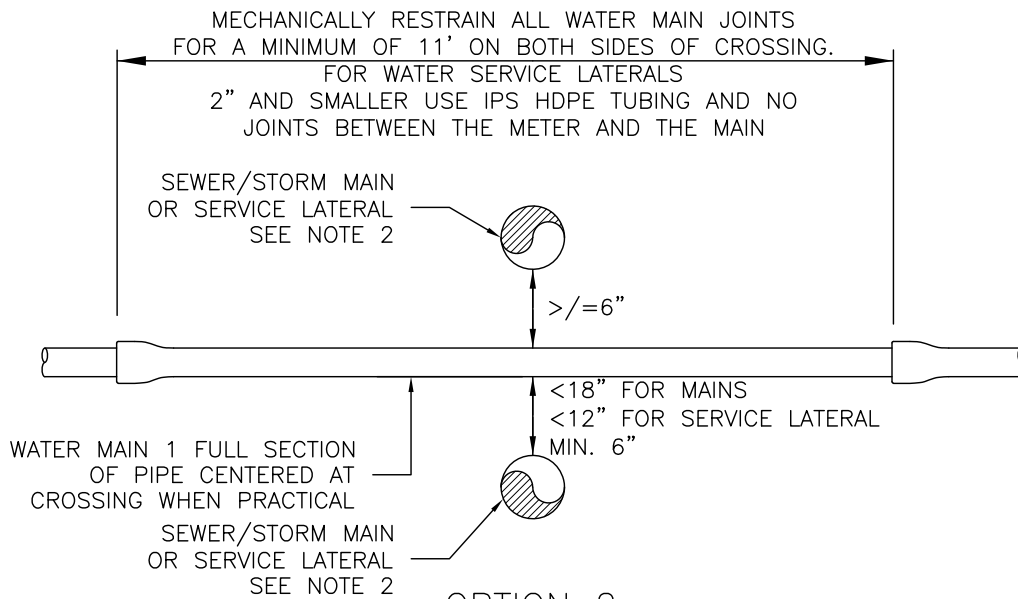 MECHANICALLY RESTRAIN ALL WATER MAIN JOINTS
FOR A MINIMUM OF 11' ON BOTH SIDES OF CROSSING.
FOR WATER SERVICE LATERALS
2" AND SMALLER USE IPS HDPE TUBING AND NO
JOINTS BETWEEN THE METER AND THE MAIN
SEWER/STORM MAIN
OR SERVICE LATERAL
SEE NOTE 2
>/=6"
<18" FOR MAINS
<12" FOR SERVICE LATERAL
MIN. 6"
WATER MAIN 1 FULL SECTION
OF PIPE CENTERED AT
CROSSING WHEN PRACTICAL
SEWER/STORM MAIN
OR SERVICE LATERAL
SEE NOTE 2
OPTION